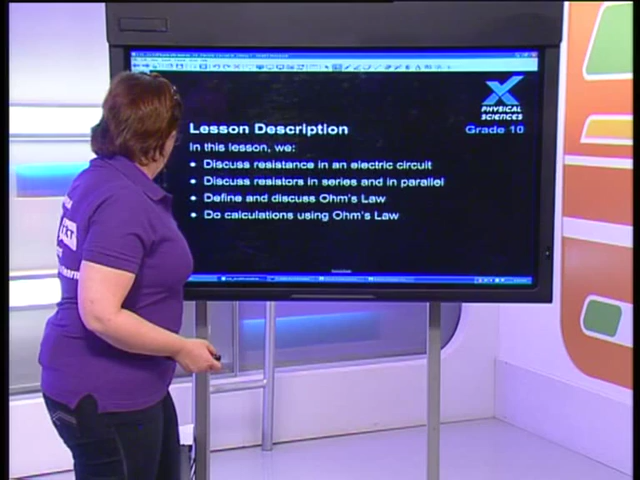 X
PHYSICAL
SCIENCES
Grade 10
Lesson Description
In this lesson, we:
• Discuss resistance in an electric circuit
• Discuss resistors in series and in parallel
• Define and discuss Ohm's Law
• Do calculations using Ohm's Law